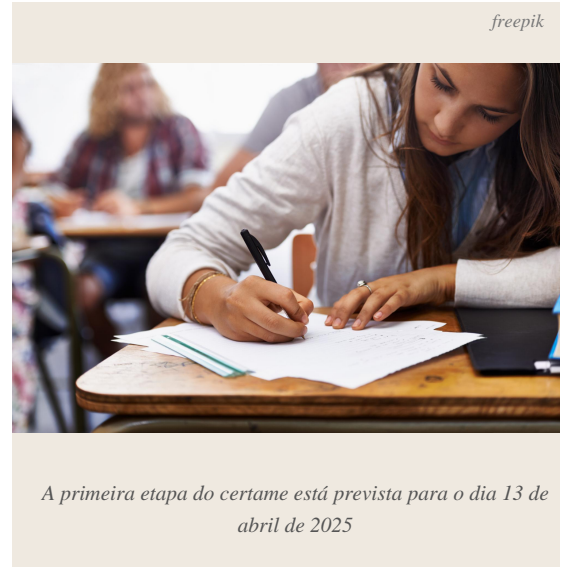 freepik
A primeira etapa do certame está prevista para o dia 13 de
abril de 2025